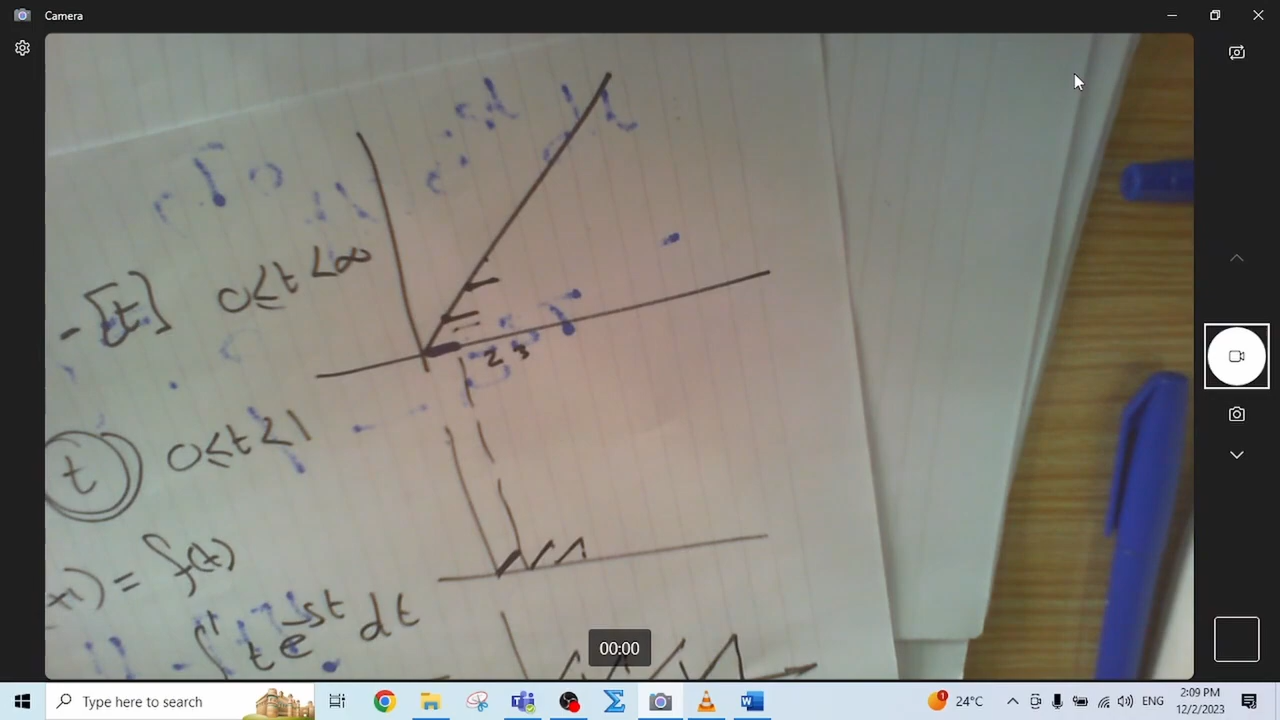 Camera
-[t] 0≤t<∞
2 3
t 0≤t<1
= f(t)
t e^-st dt
00:00
Type here to search
24°C
ENG
2:09 PM
12/2/2023